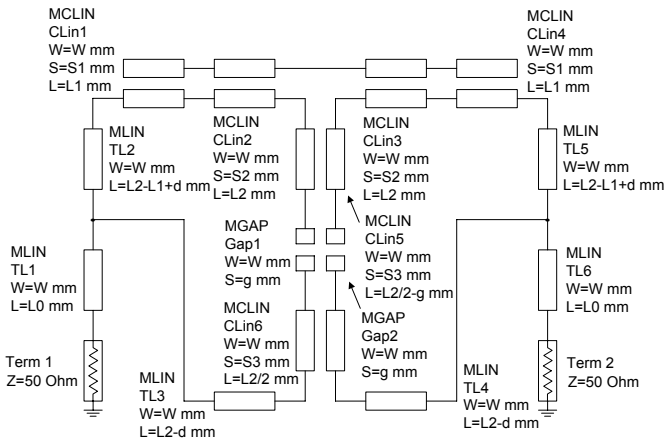 MCLIN
CLin1
W=W mm
S=S1 mm
L=L1 mm
MCLIN
CLin4
W=W mm
S=S1 mm
L=L1 mm
MLIN
TL2
W=W mm
L=L2-L1+d mm
MCLIN
CLin2
W=W mm
S=S2 mm
L=L2 mm
MCLIN
CLin3
W=W mm
S=S2 mm
L=L2 mm
MLIN
TL5
W=W mm
L=L2-L1+d mm
MLIN
TL1
W=W mm
L=L0 mm
MGAP
Gap1
W=W mm
S=g mm
MCLIN
CLin5
W=W mm
S=S3 mm
L=L2/2-g mm
MLIN
TL6
W=W mm
L=L0 mm
MCLIN
CLin6
W=W mm
S=S3 mm
L=L2/2 mm
MGAP
Gap2
W=W mm
S=g mm
Term 1
Z=50 Ohm
MLIN
TL3
W=W mm
L=L2-d mm
MLIN
TL4
W=W mm
L=L2-d mm
Term 2
Z=50 Ohm